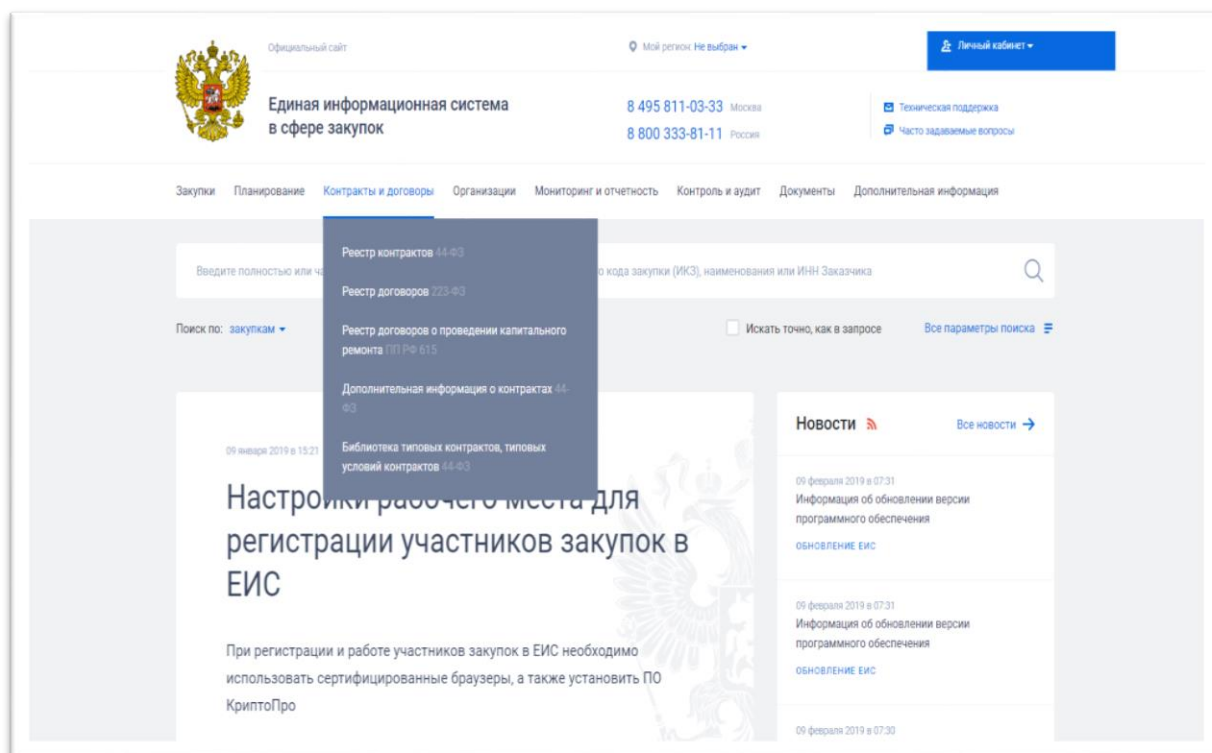 Официальный сайт
Мой регион: Не выбран
Личный кабинет
Единая информационная система
в сфере закупок
8 495 811-03-33 Москва
8 800 333-81-11 Россия
Техническая поддержка
Часто задаваемые вопросы
Закупки Планирование Контракты и договоры Организации Мониторинг и отчетность Контроль и аудит Документы Дополнительная информация
Реестр контрактов 44-ФЗ
Реестр договоров 223-ФЗ
Реестр договоров о проведении капитального
ремонта ПП РФ 615
Дополнительная информация о контрактах 44-
ФЗ
Библиотека типовых контрактов, типовых
условий контрактов 44-ФЗ
Введите полностью или кода закупки (ИКЗ), наименования или ИНН Заказчика
Поиск по: закупкам
Искать точно, как в запросе
Все параметры поиска
09 января 2019 в 15:21
Настройки рабочего места для
регистрации участников закупок в
ЕИС
При регистрации и работе участников закупок в ЕИС необходимо
использовать сертифицированные браузеры, а также установить ПО
КриптоПро
Новости
Все новости
09 февраля 2019 в 07:31
Информация об обновлении версии
программного обеспечения
ОБНОВЛЕНИЕ ЕИС
09 февраля 2019 в 07:31
Информация об обновлении версии
программного обеспечения
ОБНОВЛЕНИЕ ЕИС
09 февраля 2019 в 07:30